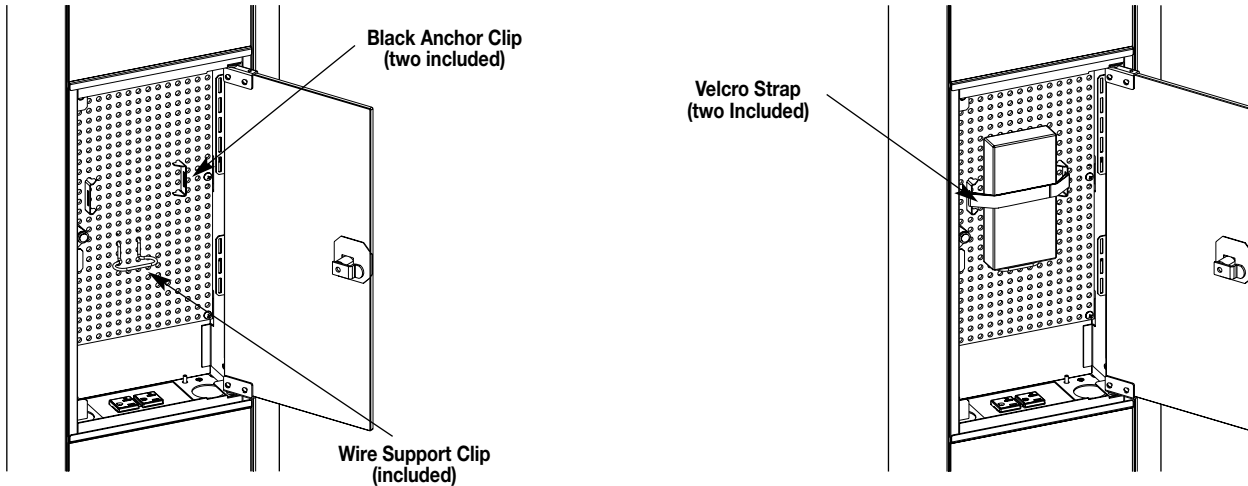 Black Anchor Clip
(two included)
Velcro Strap
(two Included)
Wire Support Clip
(included)